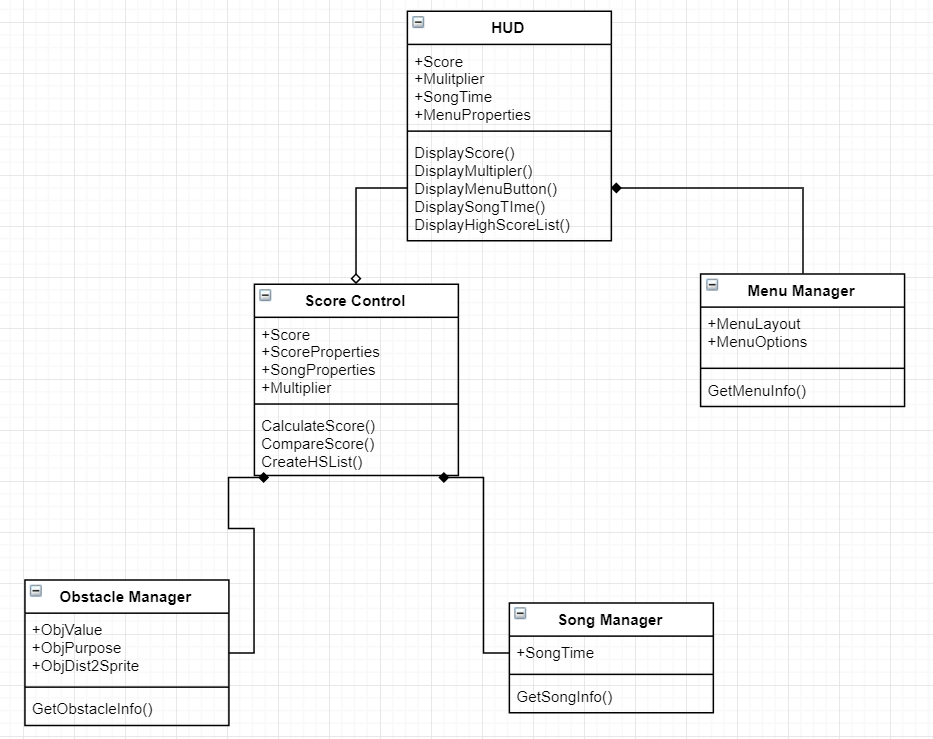 HUD
+Score
+Mulitplier
+SongTime
+MenuProperties
DisplayScore()
DisplayMultipler()
DisplayMenuButton()
DisplaySongTIme()
DisplayHighScoreList()
Score Control
+Score
+ScoreProperties
+SongProperties
+Multiplier
CalculateScore()
CompareScore()
CreateHSList()
Menu Manager
+MenuLayout
+MenuOptions
GetMenuInfo()
Obstacle Manager
+ObjValue
+ObjPurpose
+ObjDist2Sprite
GetObstacleInfo()
Song Manager
+SongTime
GetSongInfo()